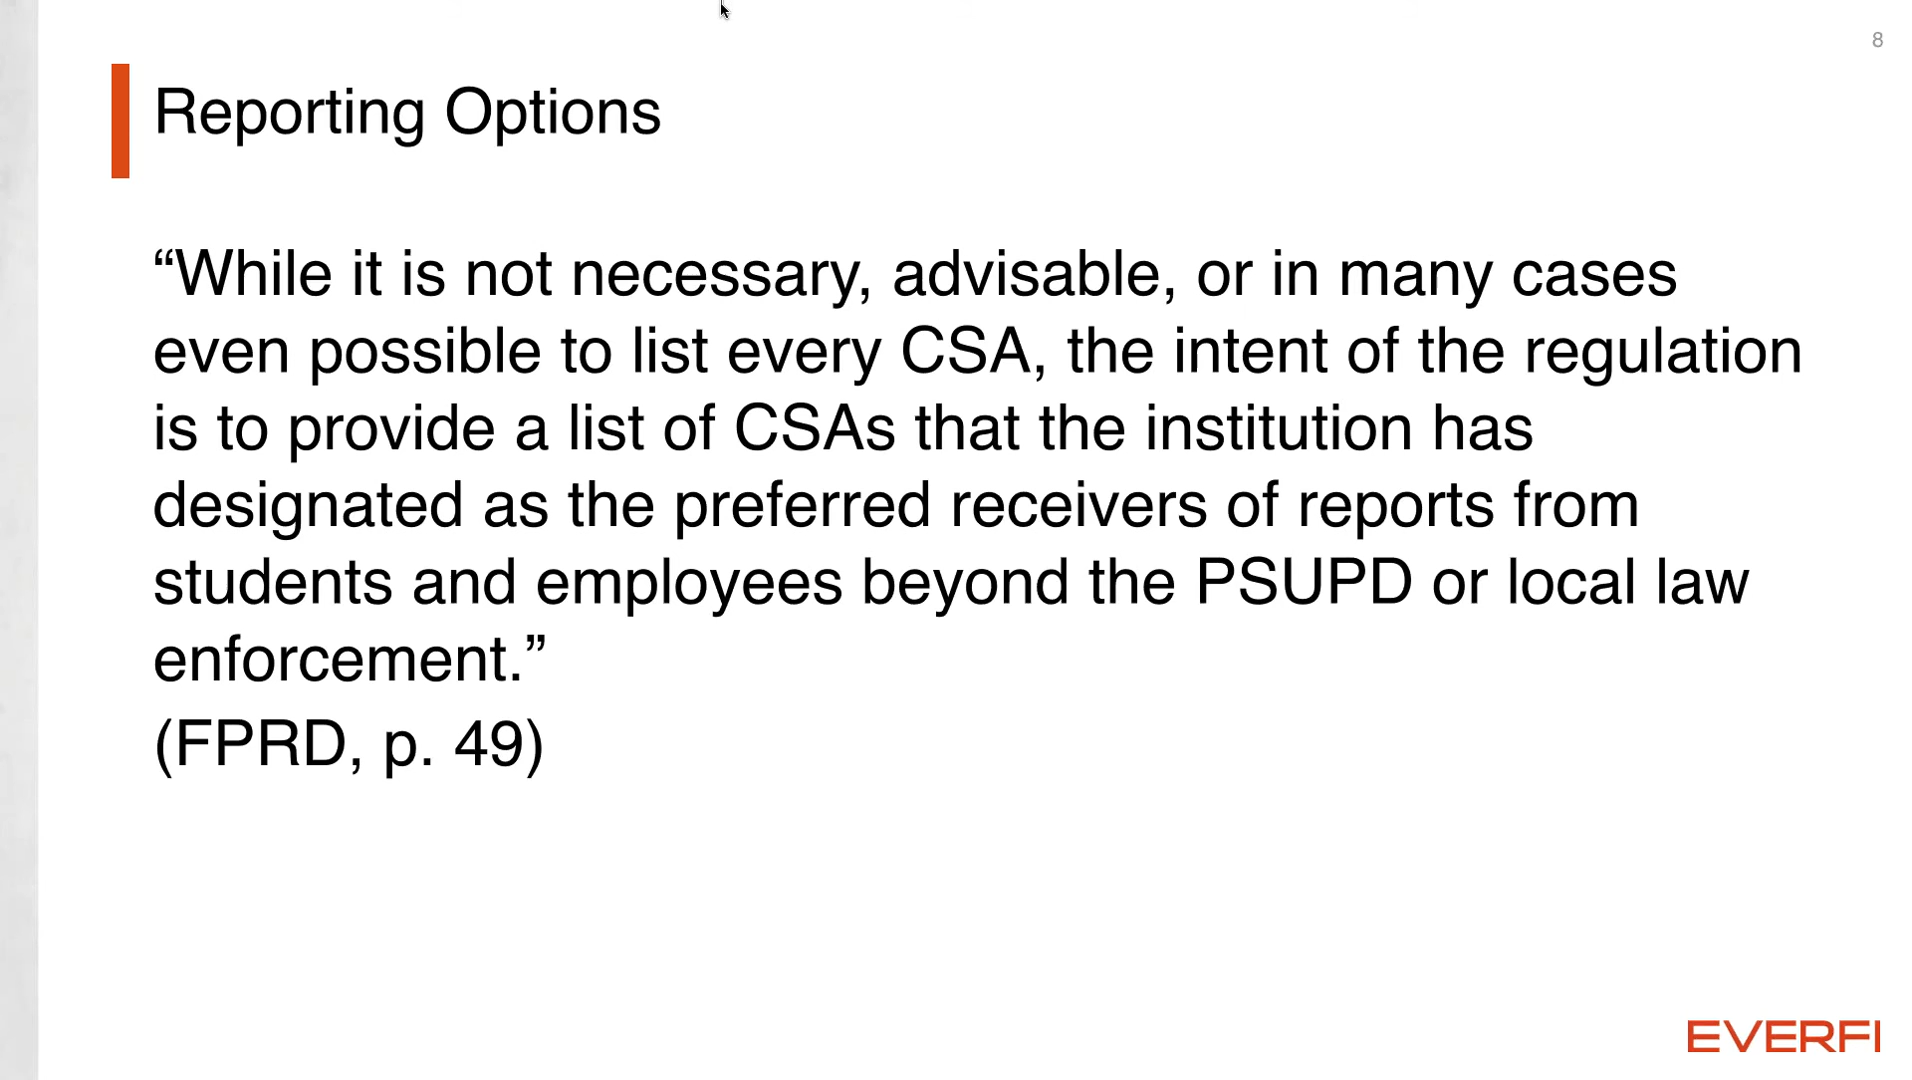 8
Reporting Options
“While it is not necessary, advisable, or in many cases
even possible to list every CSA, the intent of the regulation
is to provide a list of CSAs that the institution has
designated as the preferred receivers of reports from
students and employees beyond the PSUPD or local law
enforcement.”
(FPRD, p. 49)
EVERFI